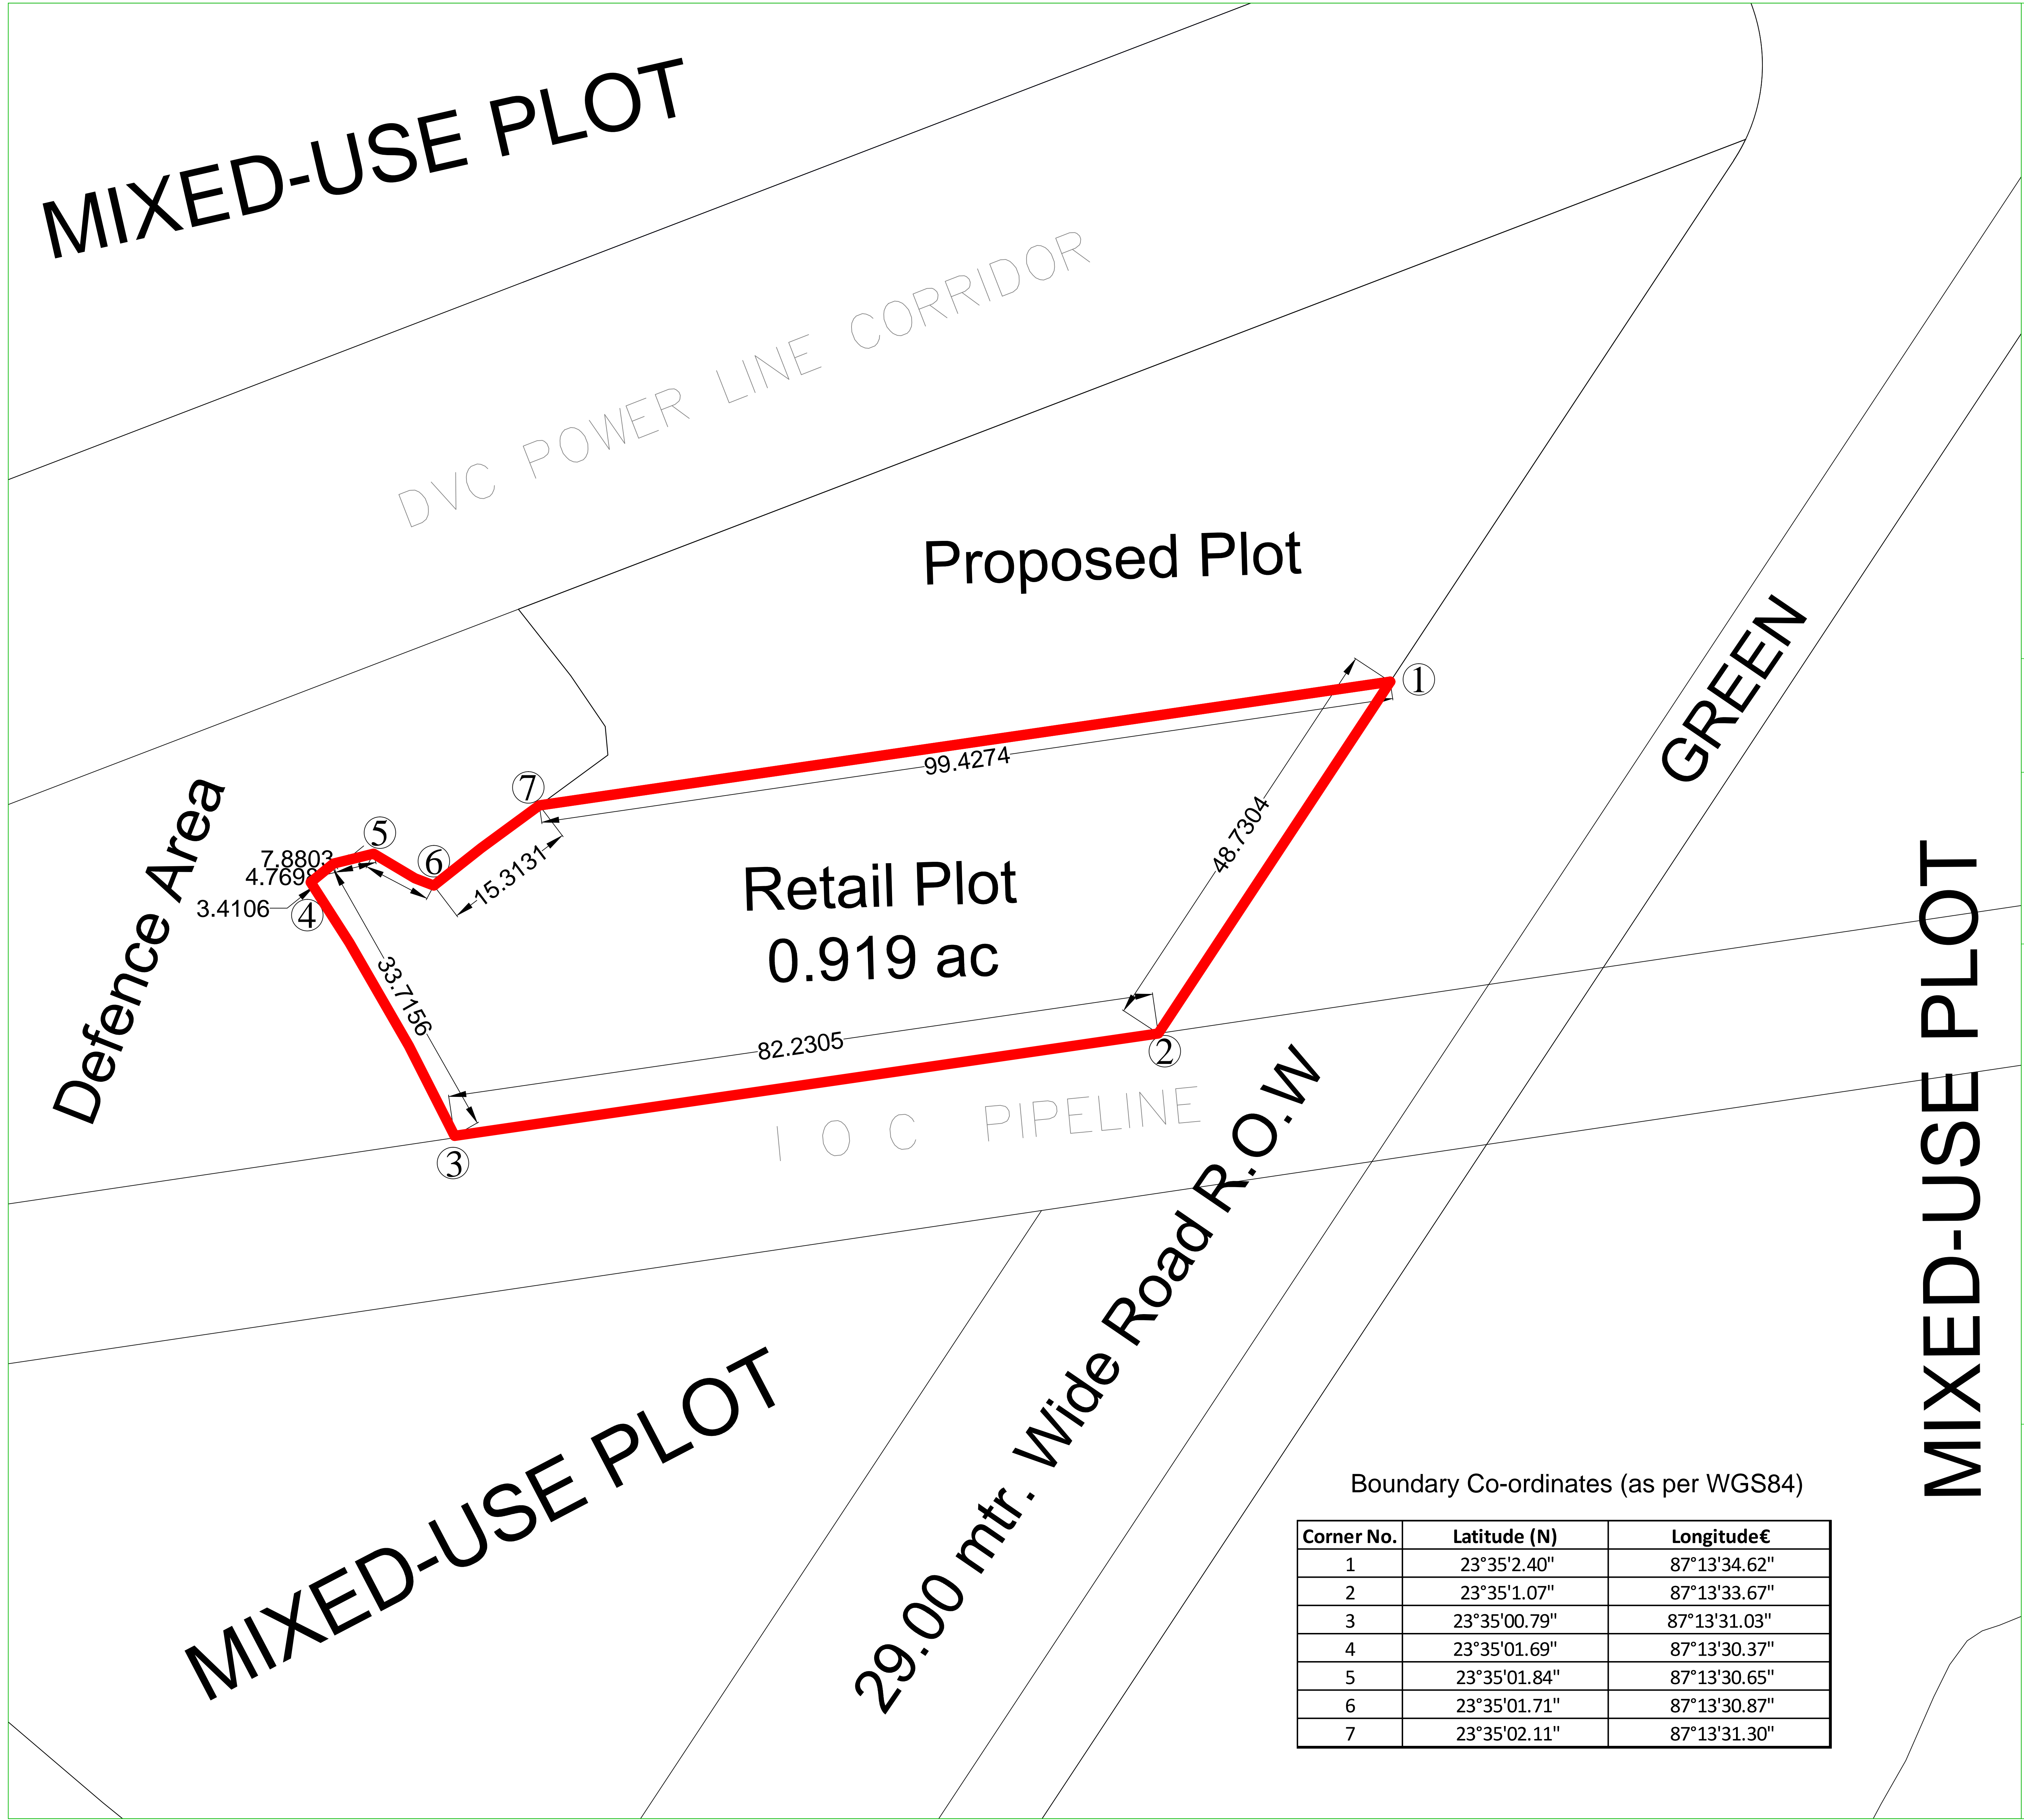 MIXED-USE PLOT
DVC POWER LINE CORRIDOR
Proposed Plot
1
99.4274
GREEN
7
48.7304
Defence Area
5
6
7.8803
4.7698
3.4106
4
15.3131
Retail Plot
0.919 ac
33.7156
82.2305
2
3
I O C PIPELINE
29.00 mtr. Wide Road R.O.W
MIXED-USE PLOT
MIXED-USE PLOT
Boundary Co-ordinates (as per WGS84)
Corner No. Latitude (N) Longitude€
1 23°35'2.40" 87°13'34.62"
2 23°35'1.07" 87°13'33.67"
3 23°35'00.79" 87°13'31.03"
4 23°35'01.69" 87°13'30.37"
5 23°35'01.84" 87°13'30.65"
6 23°35'01.71" 87°13'30.87"
7 23°35'02.11" 87°13'31.30"